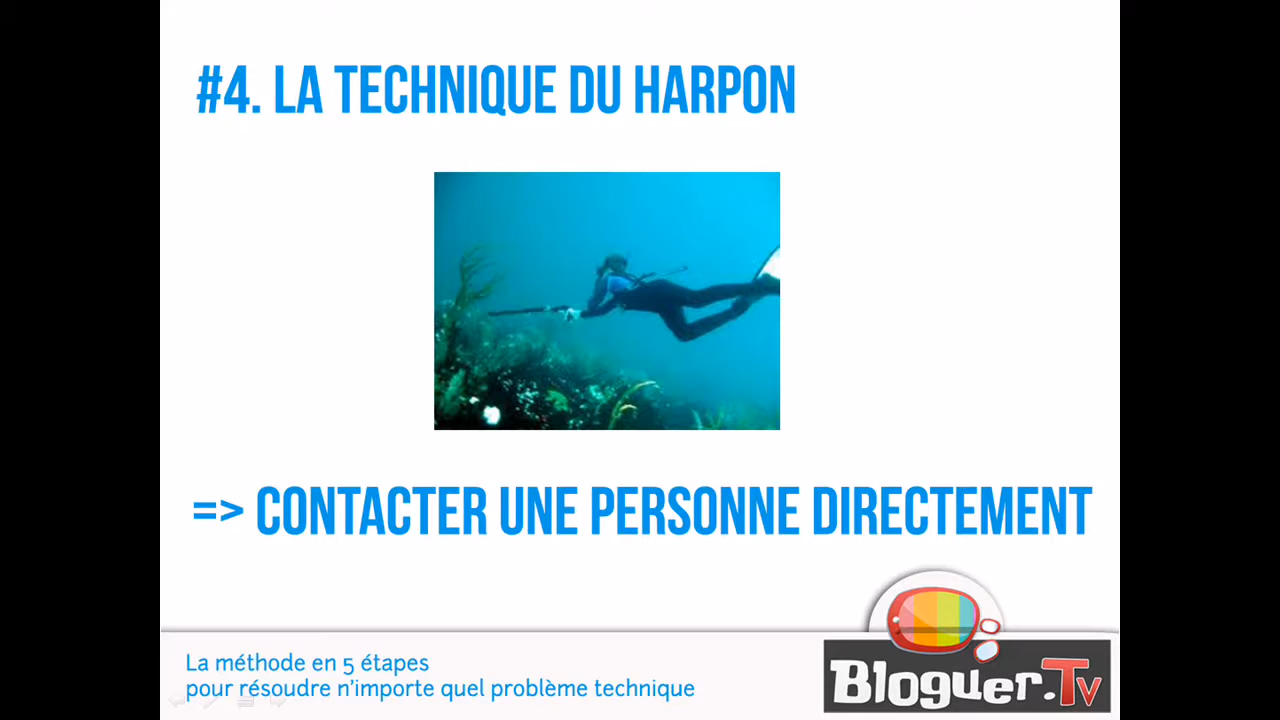 #4. LA TECHNIQUE DU HARPON
=> CONTACTER UNE PERSONNE DIRECTEMENT
La méthode en 5 étapes
pour résoudre n'importe quel problème technique
Bloguer.Tv